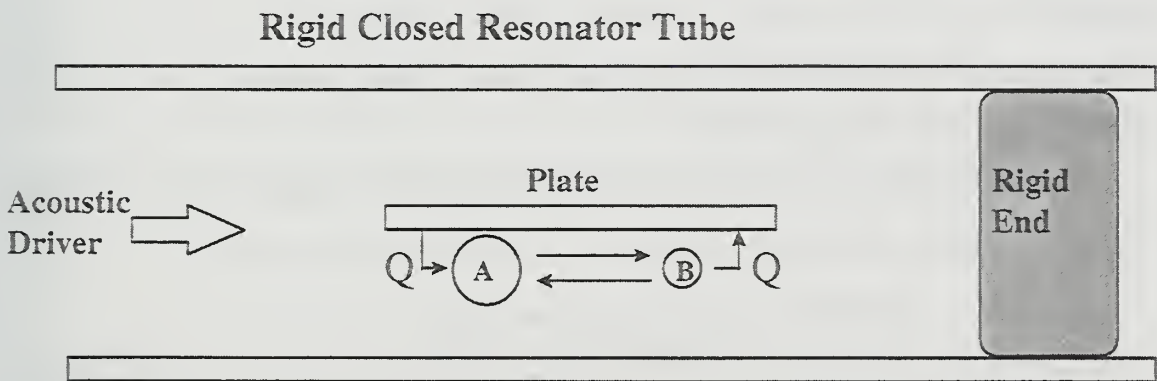 Rigid Closed Resonator Tube
Plate
Acoustic
Driver
Rigid
End
Q
A
B
Q